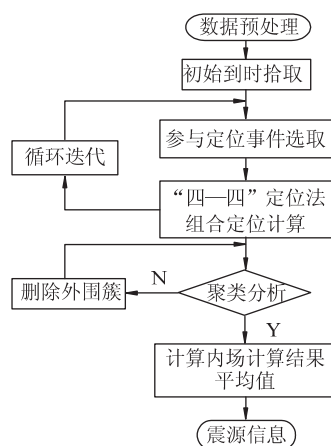 数据预处理
初始到时拾取
参与定位事件选取
循环迭代
“四—四”定位法
组合定位计算
删除外围簇
N
聚类分析
Y
计算内场计算结果
平均值
震源信息